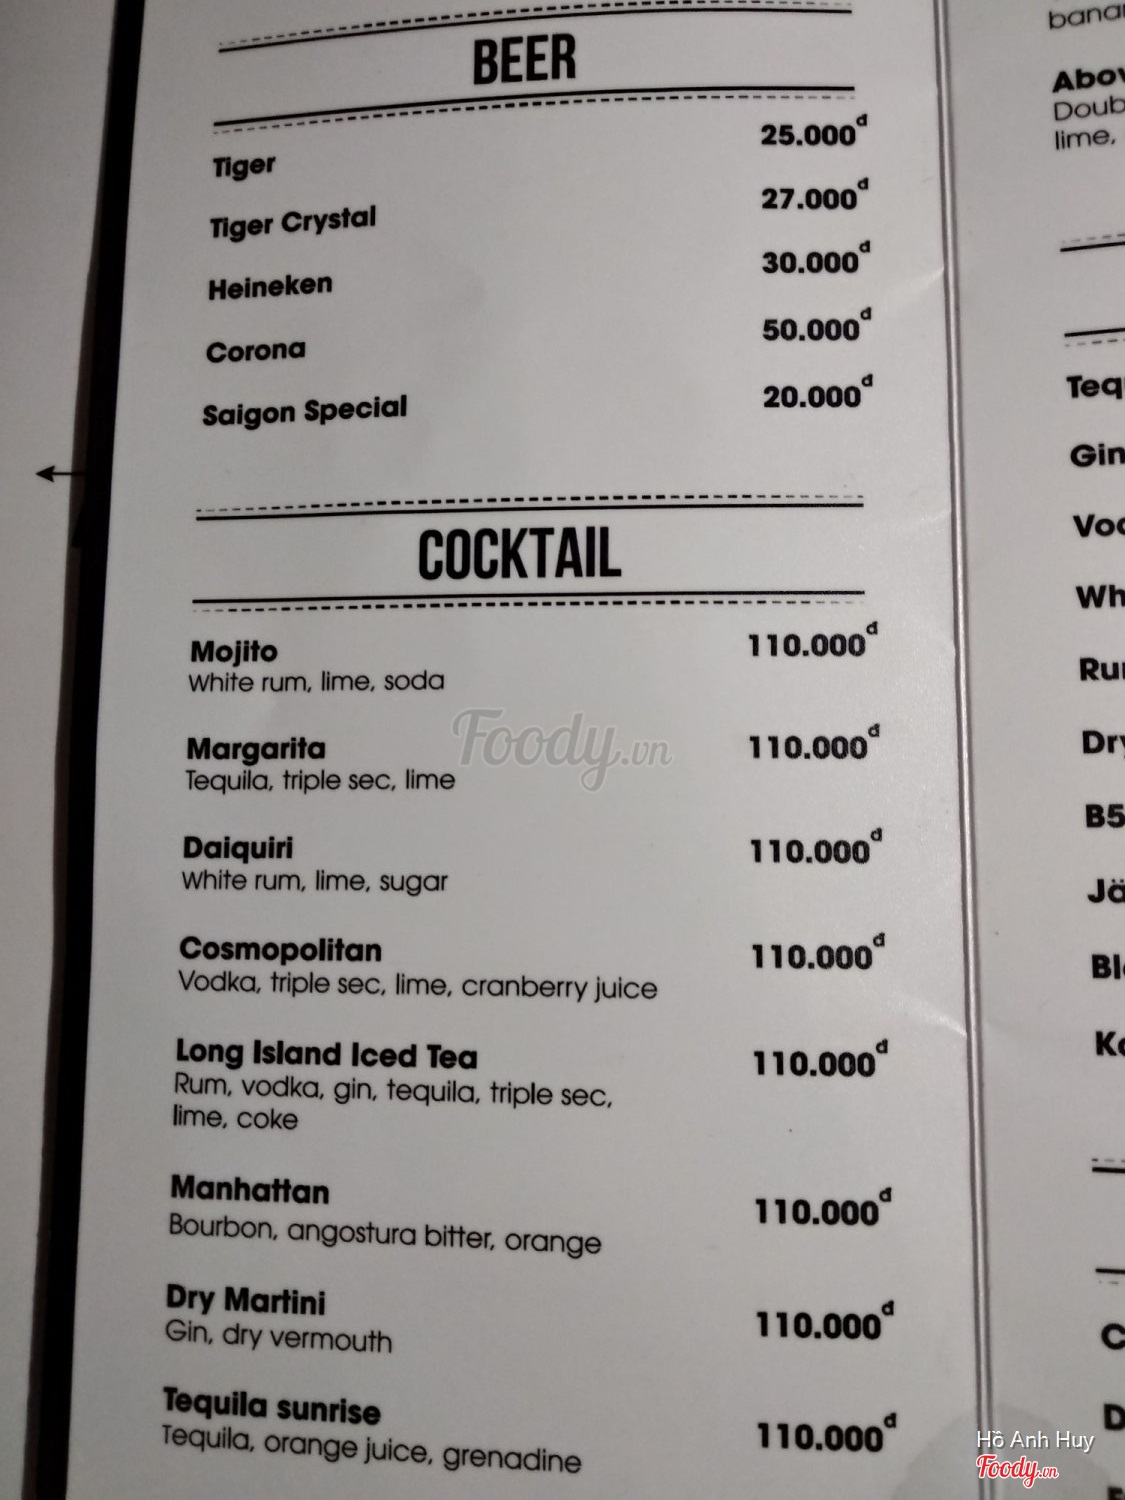 BEER
Tiger 25.000đ
Tiger Crystal 27.000đ
Heineken 30.000đ
Corona 50.000đ
Saigon Special 20.000đ
COCKTAIL
Mojito 110.000đ
White rum, lime, soda
Margarita 110.000đ
Tequila, triple sec, lime
Daiquiri 110.000đ
White rum, lime, sugar
Cosmopolitan 110.000đ
Vodka, triple sec, lime, cranberry juice
Long Island Iced Tea 110.000đ
Rum, vodka, gin, tequila, triple sec,
lime, coke
Manhattan 110.000đ
Bourbon, angostura bitter, orange
Dry Martini 110.000đ
Gin, dry vermouth
Tequila sunrise 110.000đ
Tequila, orange juice, grenadine
lime,
Gin
Foody.vn
Hồ Anh Huy
Foody.vn